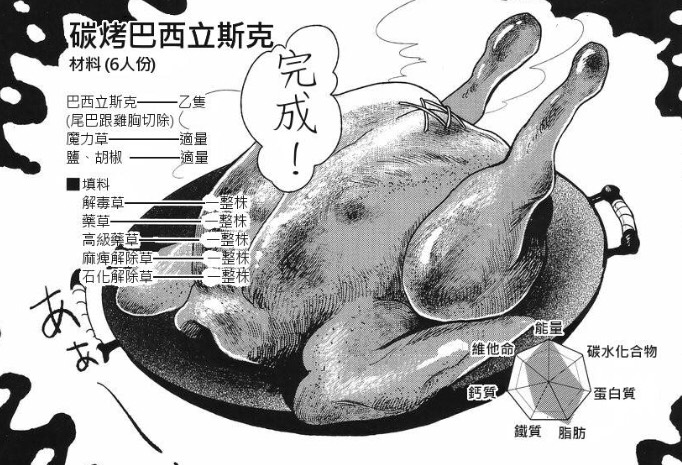 碳烤巴西立斯克
材料 (6人份)
完成！
巴西立斯克——乙隻
(尾巴跟雞胸切除)
魔力草——適量
鹽、胡椒——適量
■填料
解毒草——一整株
藥草——一整株
高級藥草——一整株
麻痺解除草——一整株
石化解除草——一整株
あぁ
能量
碳水化合物
蛋白質
脂肪
鐵質
鈣質
維他命